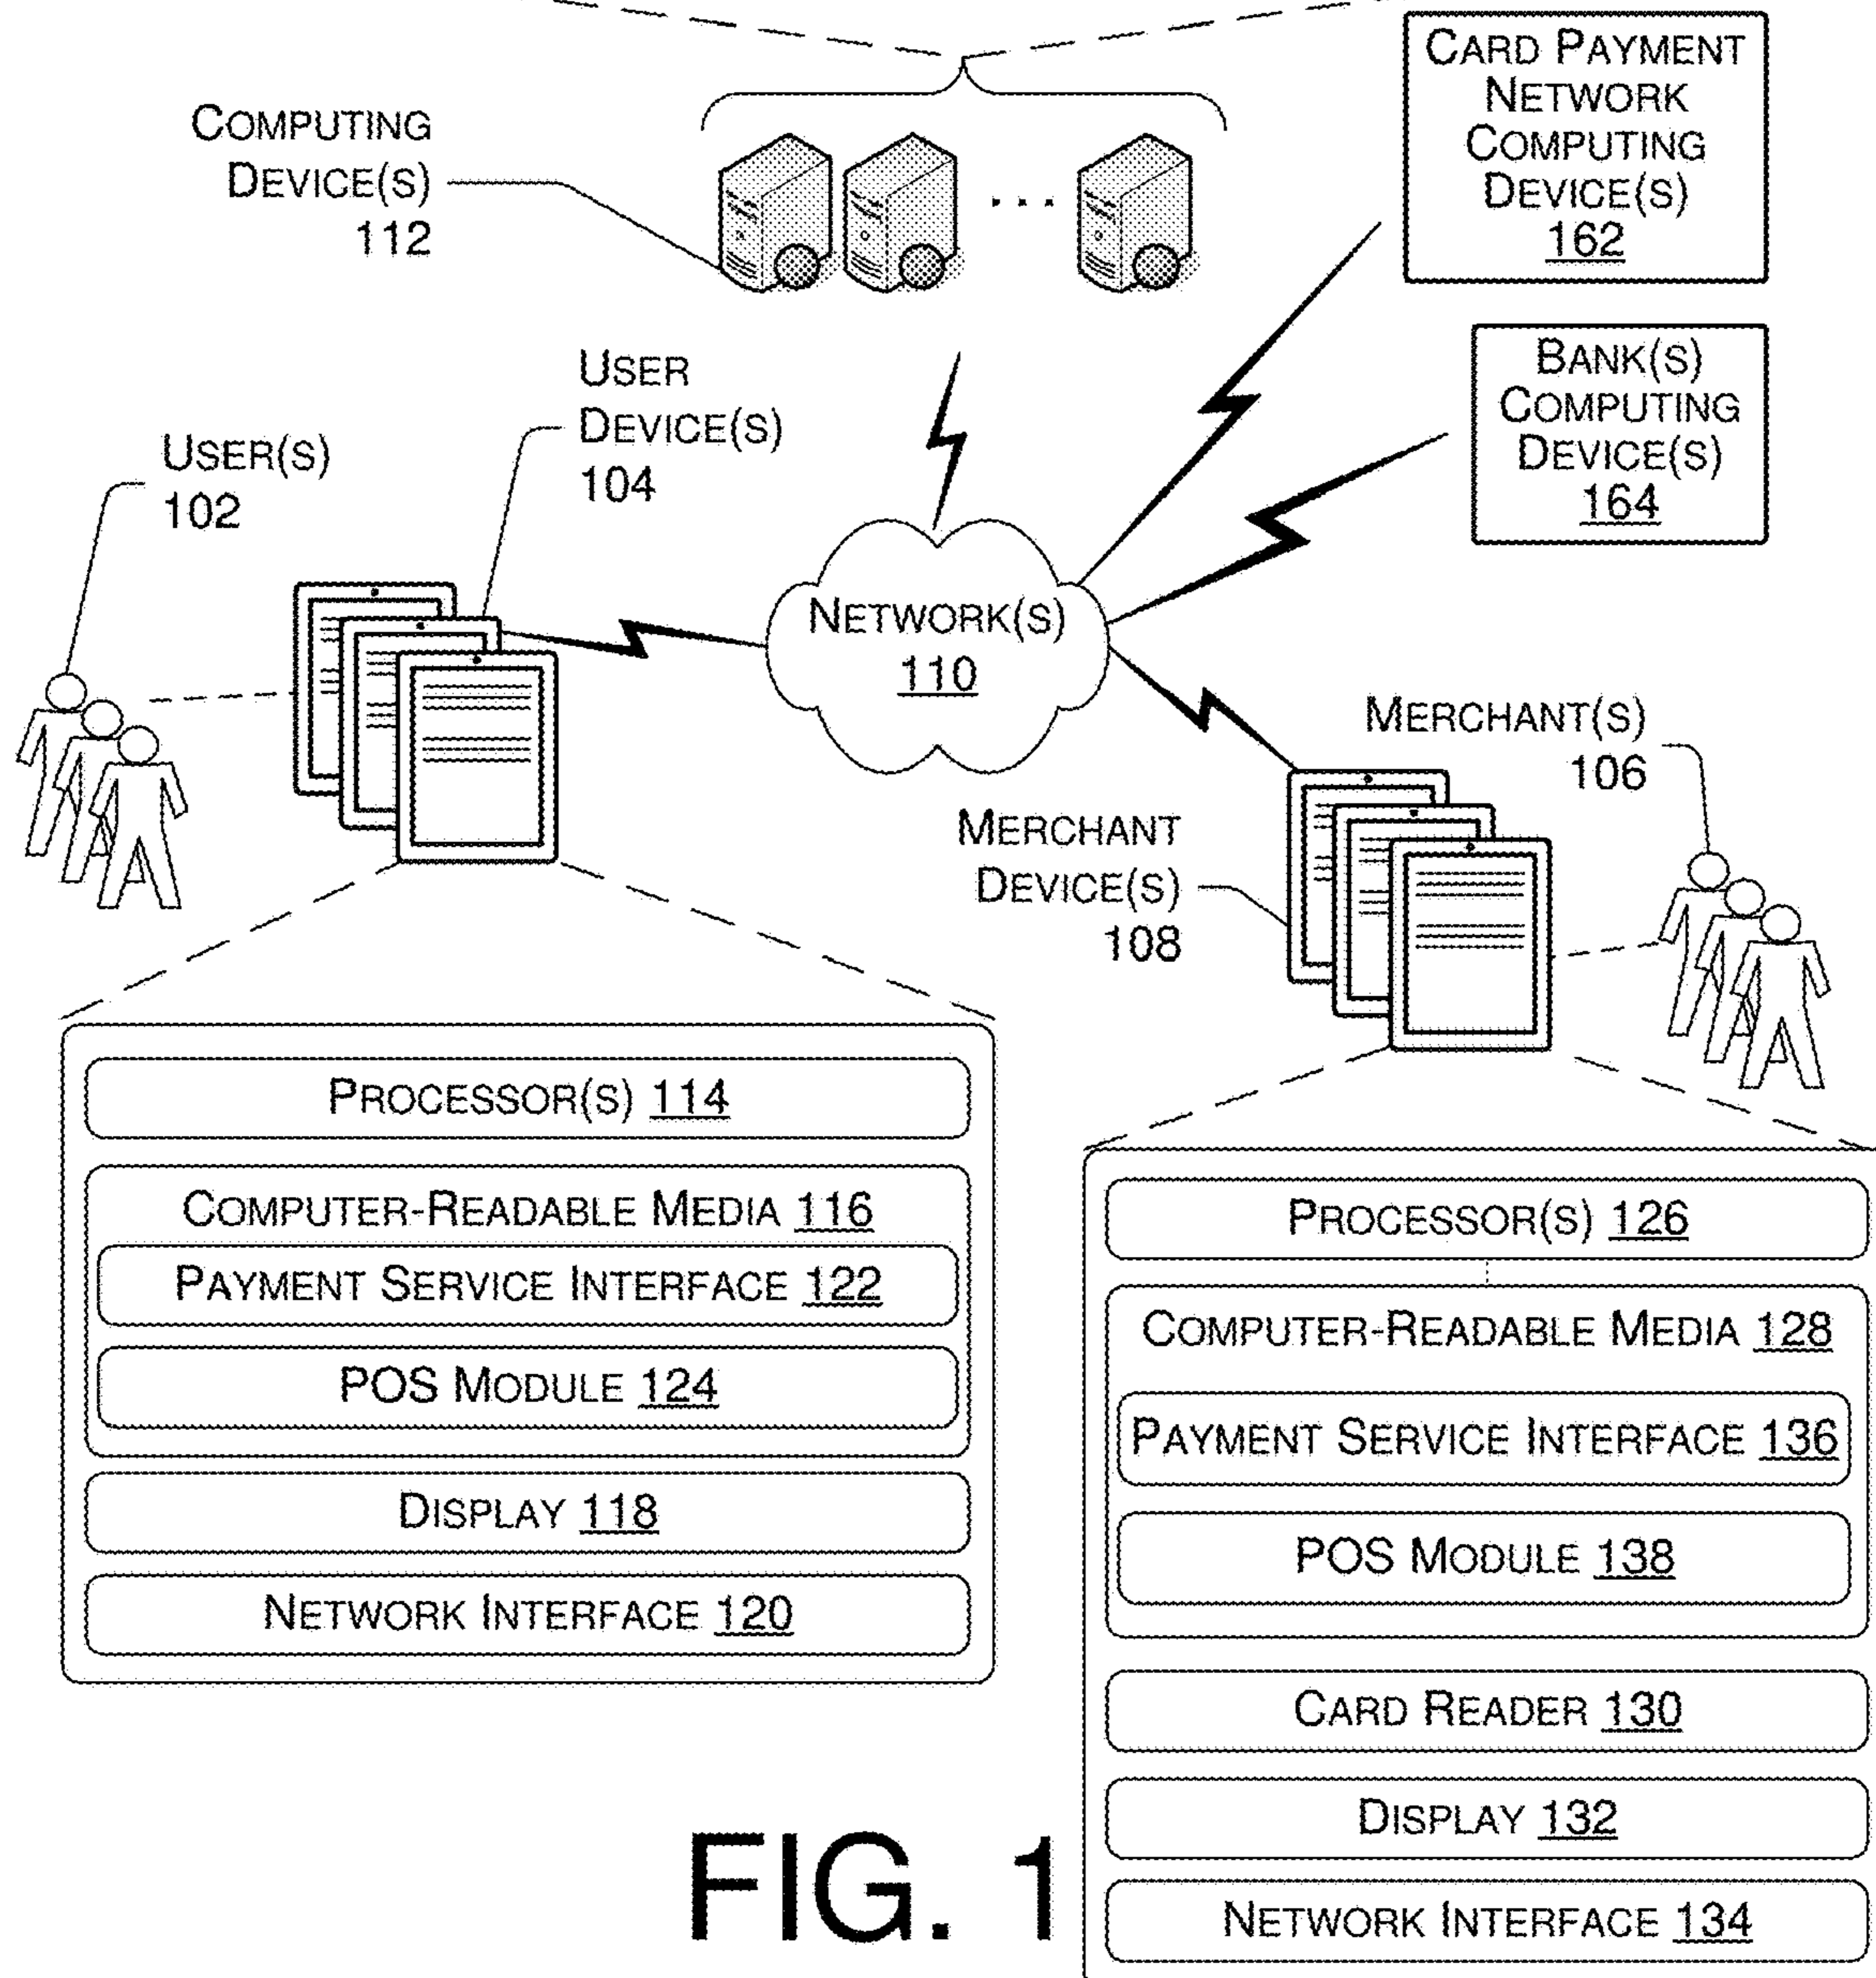 COMPUTING
DEVICE(S)
112
CARD PAYMENT
NETWORK
COMPUTING
DEVICE(S)
162
BANK(S)
COMPUTING
DEVICE(S)
164
USER
DEVICE(S)
104
USER(S)
102
NETWORK(S)
110
MERCHANT(S)
106
MERCHANT
DEVICE(S)
108
PROCESSOR(S) 114
COMPUTER-READABLE MEDIA 116
PAYMENT SERVICE INTERFACE 122
POS MODULE 124
DISPLAY 118
NETWORK INTERFACE 120
PROCESSOR(S) 126
COMPUTER-READABLE MEDIA 128
PAYMENT SERVICE INTERFACE 136
POS MODULE 138
CARD READER 130
DISPLAY 132
NETWORK INTERFACE 134
FIG. 1